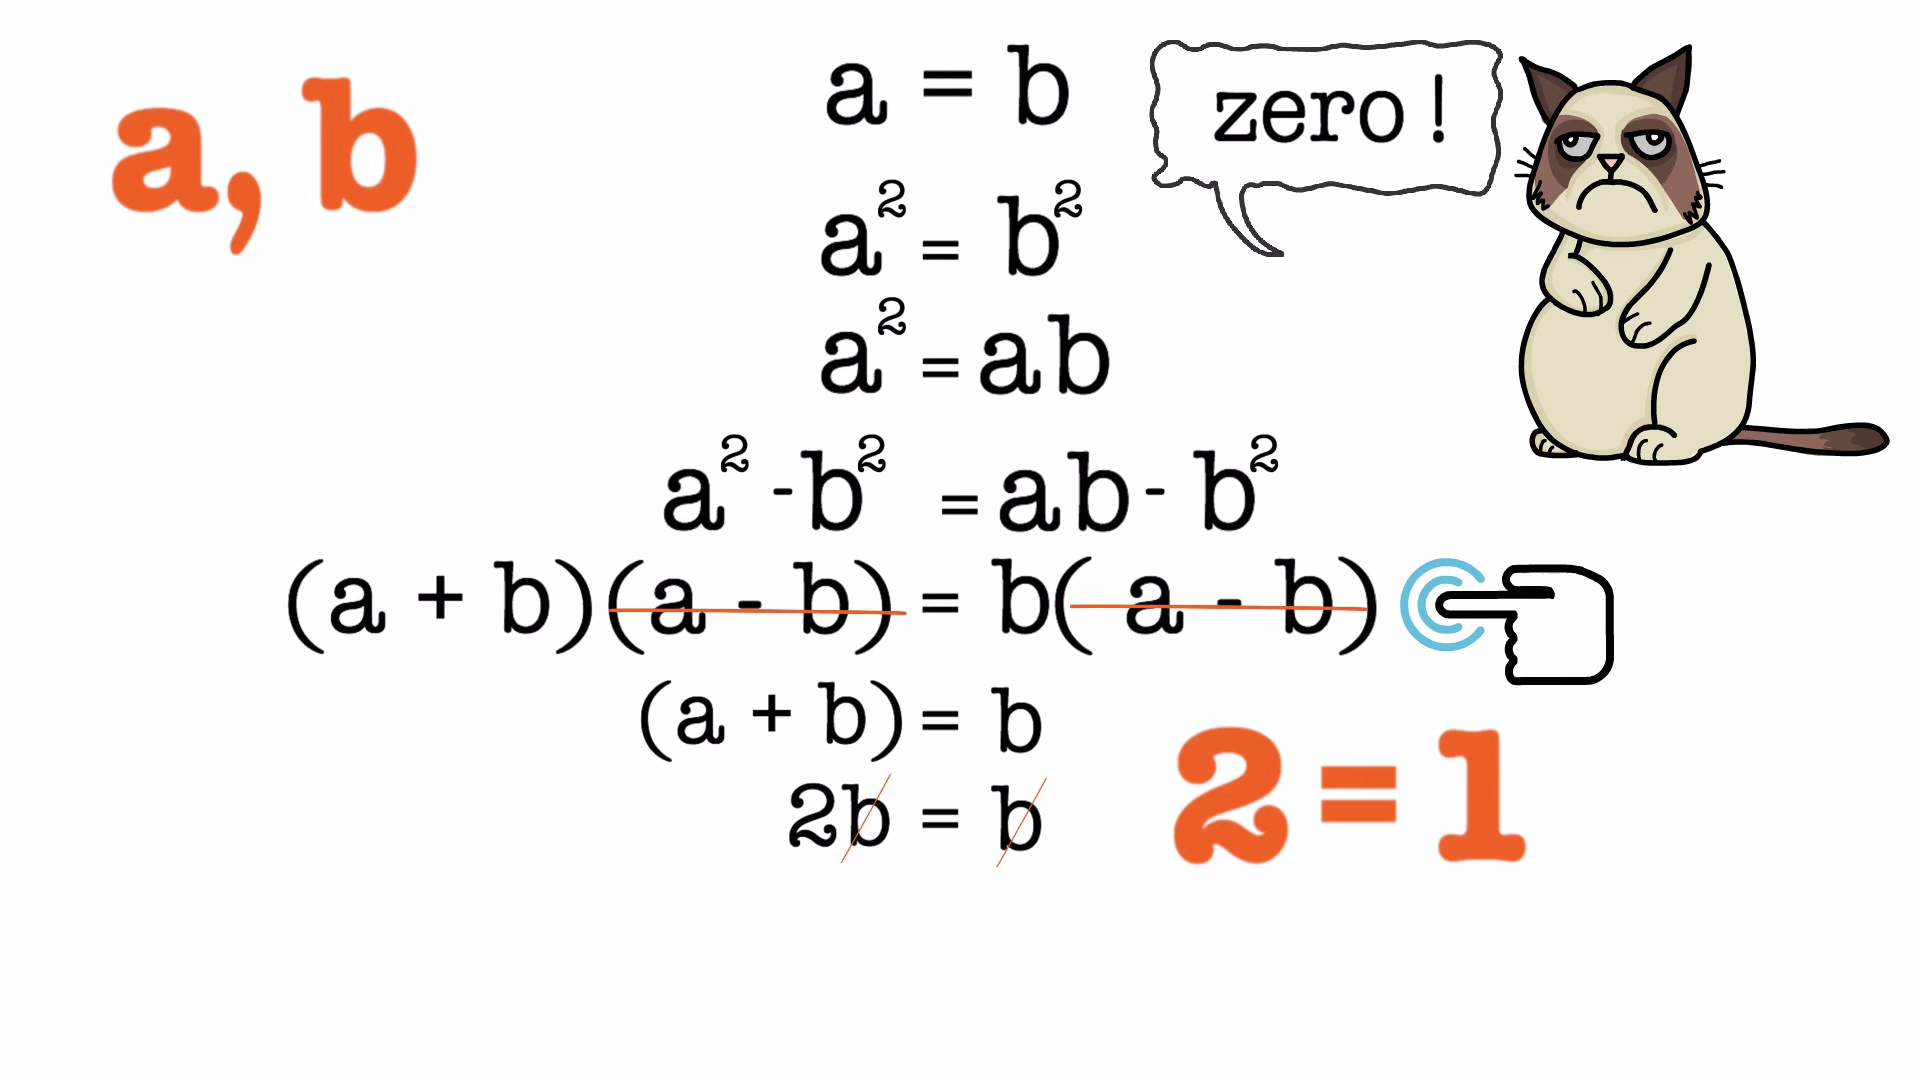 a, b
a = b
zero !
a² = b²
a² = ab
a² - b² = ab - b²
(a + b)(a - b) = b( a - b)
(a + b) = b
2b = b
2 = 1